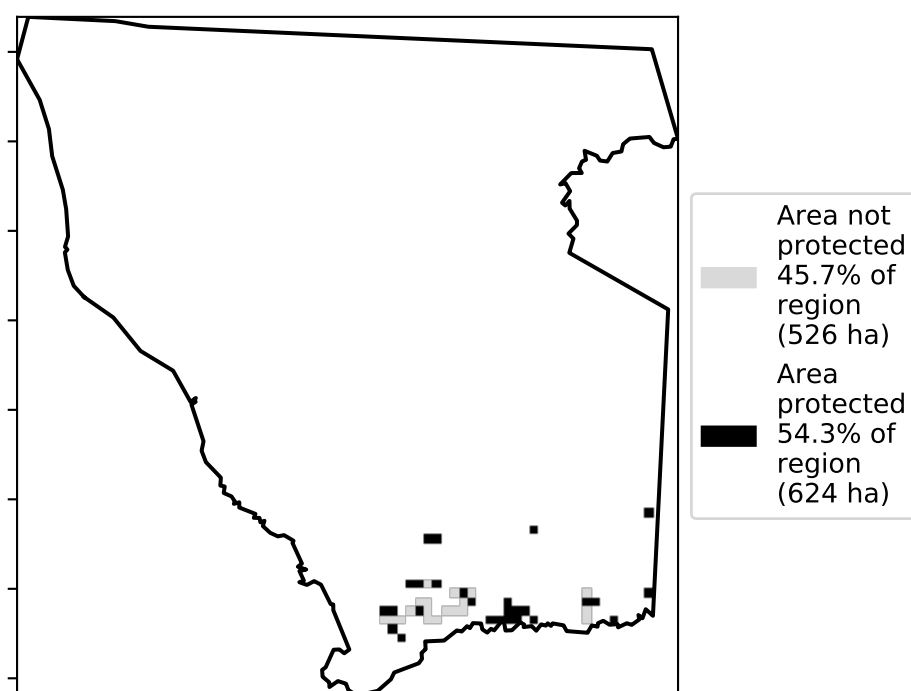 Area not
protected
45.7% of
region
(526 ha)
Area
protected
54.3% of
region
(624 ha)